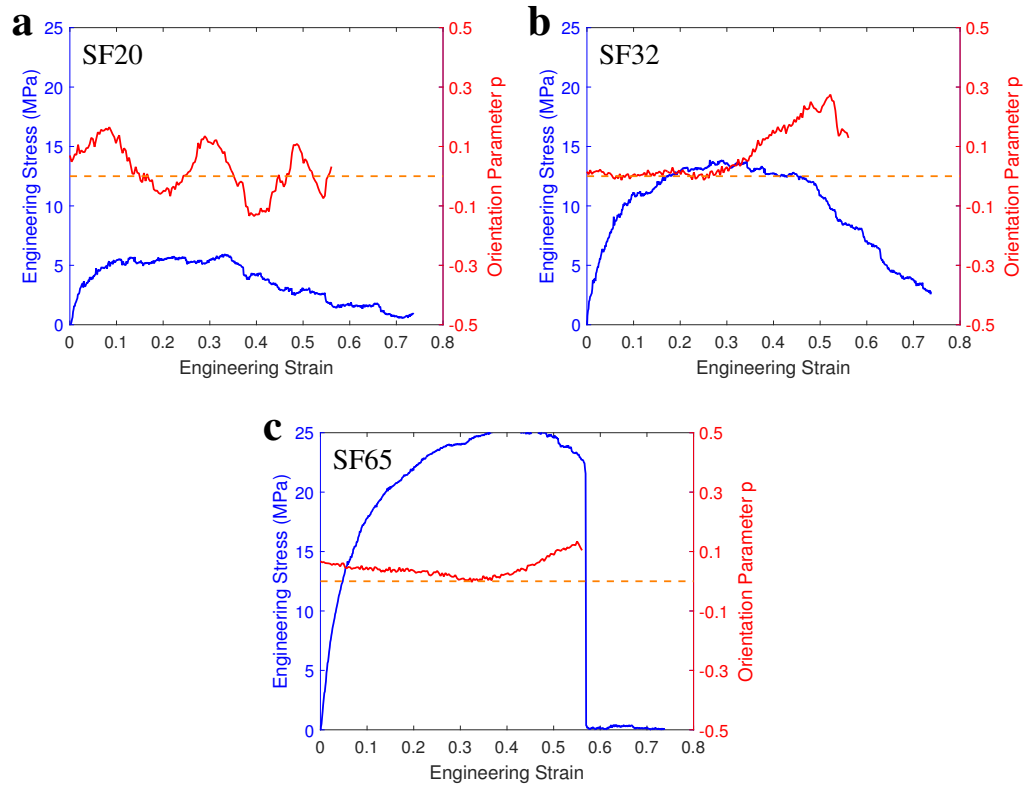 a
SF20
25
20
15
10
5
0
Engineering Stress (MPa)
0.5
0.3
0.1
-0.1
-0.3
-0.5
Orientation Parameter p
0 0.1 0.2 0.3 0.4 0.5 0.6 0.7 0.8
Engineering Strain
b
SF32
25
20
15
10
5
0
Engineering Stress (MPa)
0.5
0.3
0.1
-0.1
-0.3
-0.5
Orientation Parameter p
0 0.1 0.2 0.3 0.4 0.5 0.6 0.7 0.8
Engineering Strain
c
SF65
25
20
15
10
5
0
Engineering Stress (MPa)
0.5
0.3
0.1
-0.1
-0.3
-0.5
Orientation Parameter p
0 0.1 0.2 0.3 0.4 0.5 0.6 0.7 0.8
Engineering Strain